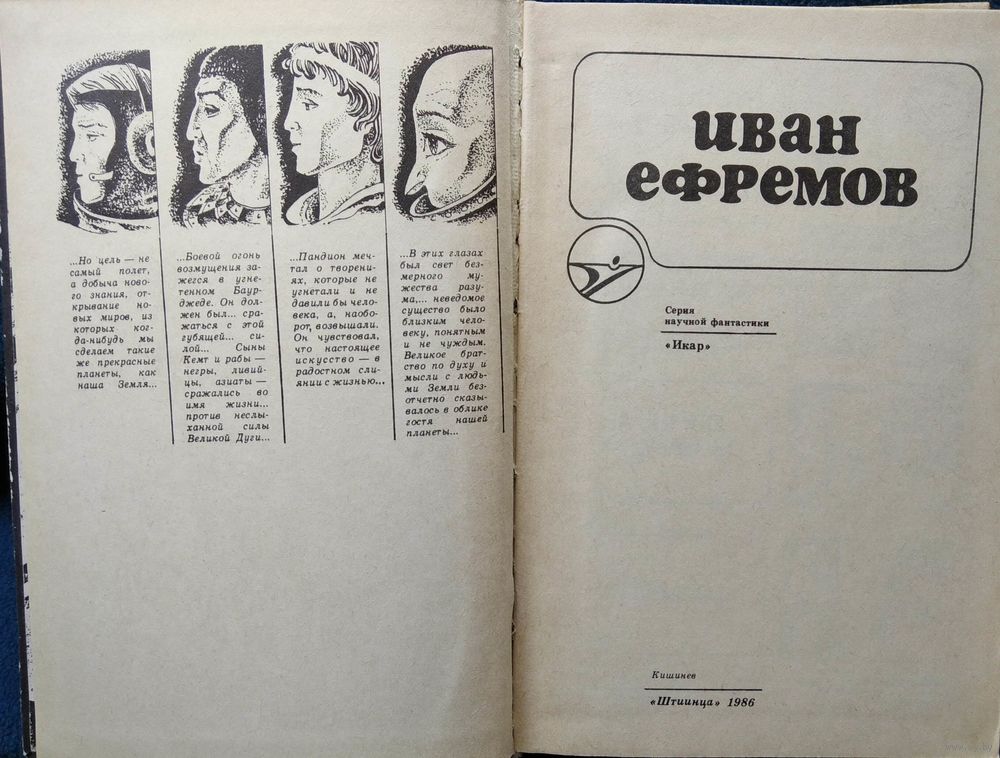 ...Но цель — не
самый полет,
а добыча ново-
го знания, от-
крывание но-
вых миров, из
которых ког-
да-нибудь мы
сделаем такие
же прекрасные
планеты, как
наша Земля...
...Боевой огонь
возмущения за-
жегся в угне-
тенном Баур-
джеде. Он дол-
жен был... сра-
жаться с этой
губящей... си-
лой... Сыны
Кемт и рабы —
негры, ливий-
цы, азиаты —
сражались во
имя жизни...
против неслы-
ханной силы
Великой Дуги...
...Пандион меч-
тал о творени-
ях, которые не
угнетали и не
давили бы чело-
века, а, наобо-
рот, возвышали.
Он чувствовал,
что настоящее
искусство — в
радостном сли-
янии с жизнью...
...В этих глазах
был свет без-
мерного му-
жества разу-
ма,... неведомое
существо было
близким чело-
веку, понятным
и не чуждым.
Великое брат-
ство по духу и
мысли с людь-
ми Земли без-
отчетно сказы-
валось в облике
гостя нашей
планеты...
иван
ефремов
Серия
научной фантастики
«Икар»
Кишинев
«Штиинца» 1986